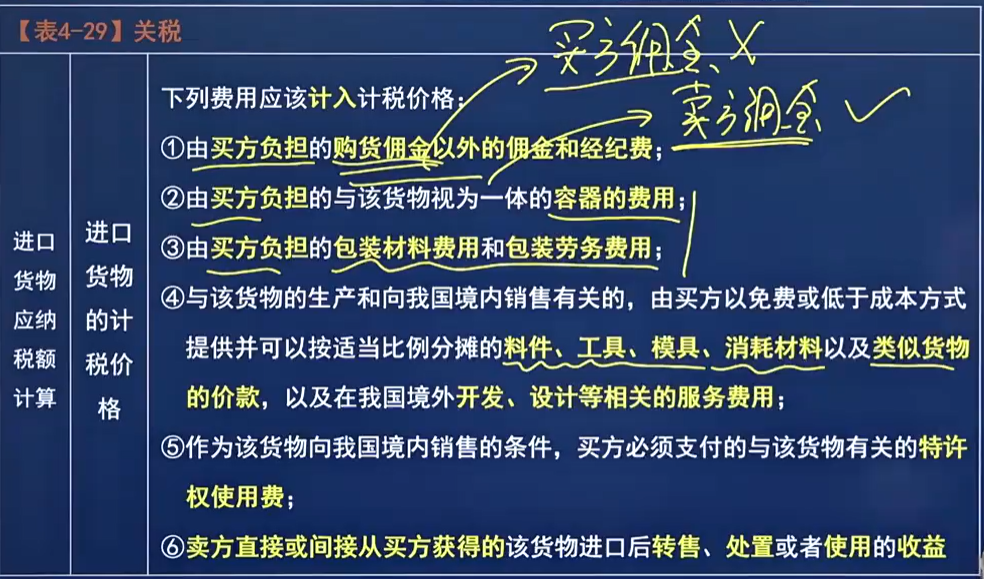 【表4-29】关税
买方佣金 X
卖方佣金 ✓
进口
货物
应纳
税额
计算
进口
货物
的计
税价
格
下列费用应该计入计税价格：
①由买方负担的购货佣金以外的佣金和经纪费；
②由买方负担的与该货物视为一体的容器的费用；
③由买方负担的包装材料费用和包装劳务费用；
④与该货物的生产和向我国境内销售有关的，由买方以免费或低于成本方式
提供并可以按适当比例分摊的料件、工具、模具、消耗材料以及类似货物
的价款，以及在我国境外开发、设计等相关的服务费用；
⑤作为该货物向我国境内销售的条件，买方必须支付的与该货物有关的特许
权使用费；
⑥卖方直接或间接从买方获得的该货物进口后转售、处置或者使用的收益